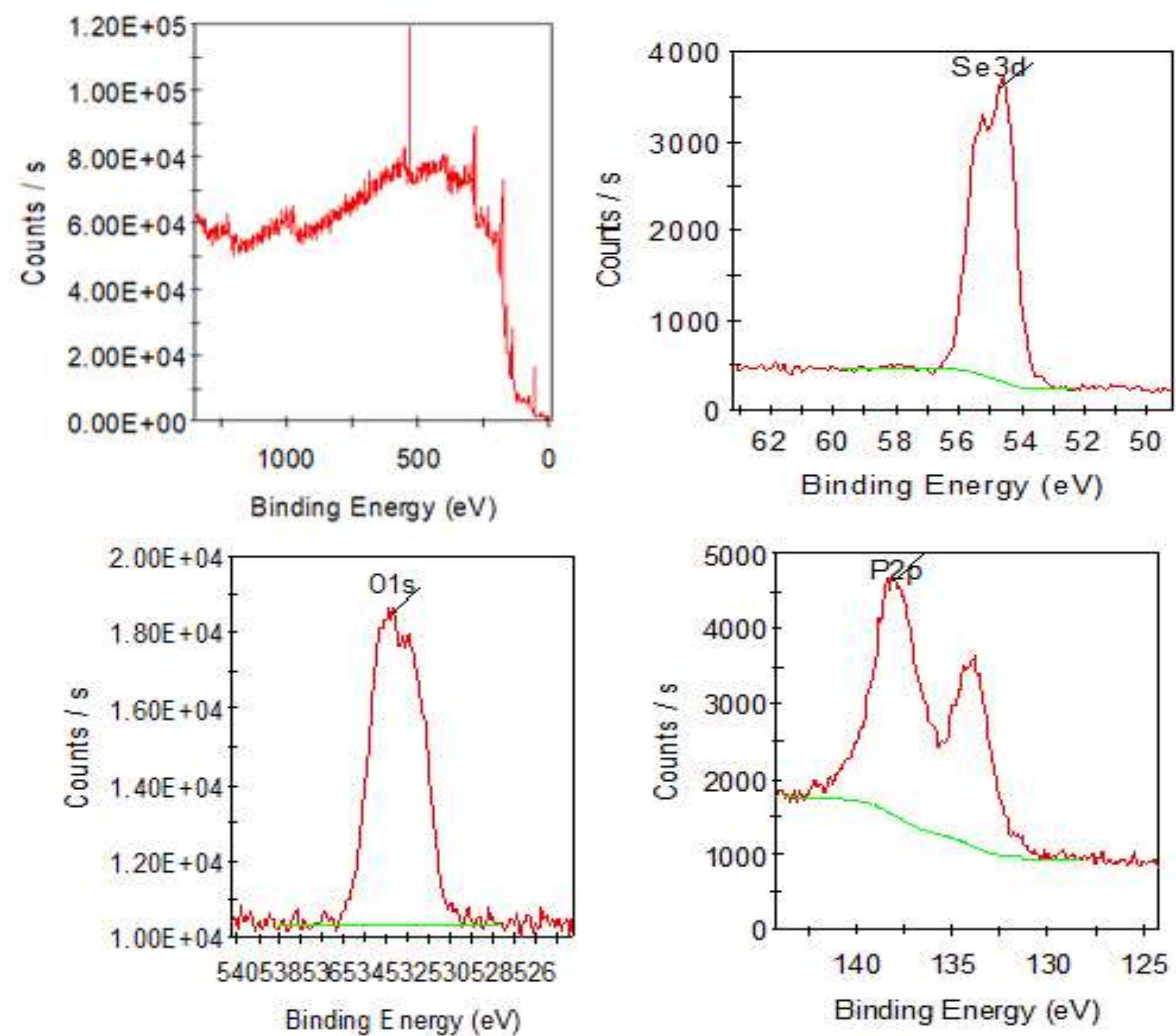 1.20E+05
1.00E+05
8.00E+04
6.00E+04
4.00E+04
2.00E+04
0.00E+00
Counts / s
1000 500 0
Binding Energy (eV)
Se3d
4000
3000
2000
1000
0
Counts / s
62 60 58 56 54 52 50
Binding Energy (eV)
O1s
2.00E+04
1.80E+04
1.60E+04
1.40E+04
1.20E+04
1.00E+04
Counts / s
540538536534532530528526
Binding Energy (eV)
P2p
5000
4000
3000
2000
1000
0
Counts / s
140 135 130 125
Binding Energy (eV)